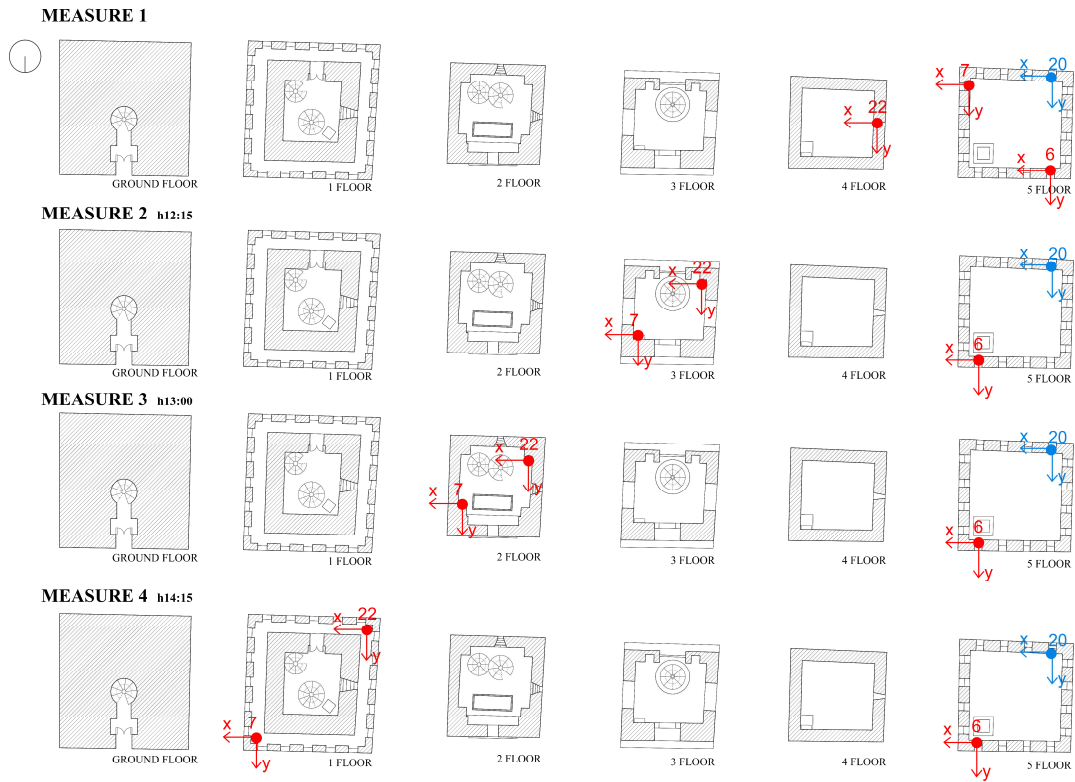 MEASURE 1
x 22 y
x 7 y
x 20 y
x 6 y
GROUND FLOOR
1 FLOOR
2 FLOOR
3 FLOOR
4 FLOOR
5 FLOOR
MEASURE 2 h12:15
x 22 y
x 7 y
x 20 y
x 6 y
GROUND FLOOR
1 FLOOR
2 FLOOR
3 FLOOR
4 FLOOR
5 FLOOR
MEASURE 3 h13:00
x 22 y
x 7 y
x 20 y
x 6 y
GROUND FLOOR
1 FLOOR
2 FLOOR
3 FLOOR
4 FLOOR
5 FLOOR
MEASURE 4 h14:15
x 22 y
x 7 y
x 20 y
x 6 y
GROUND FLOOR
1 FLOOR
2 FLOOR
3 FLOOR
4 FLOOR
5 FLOOR